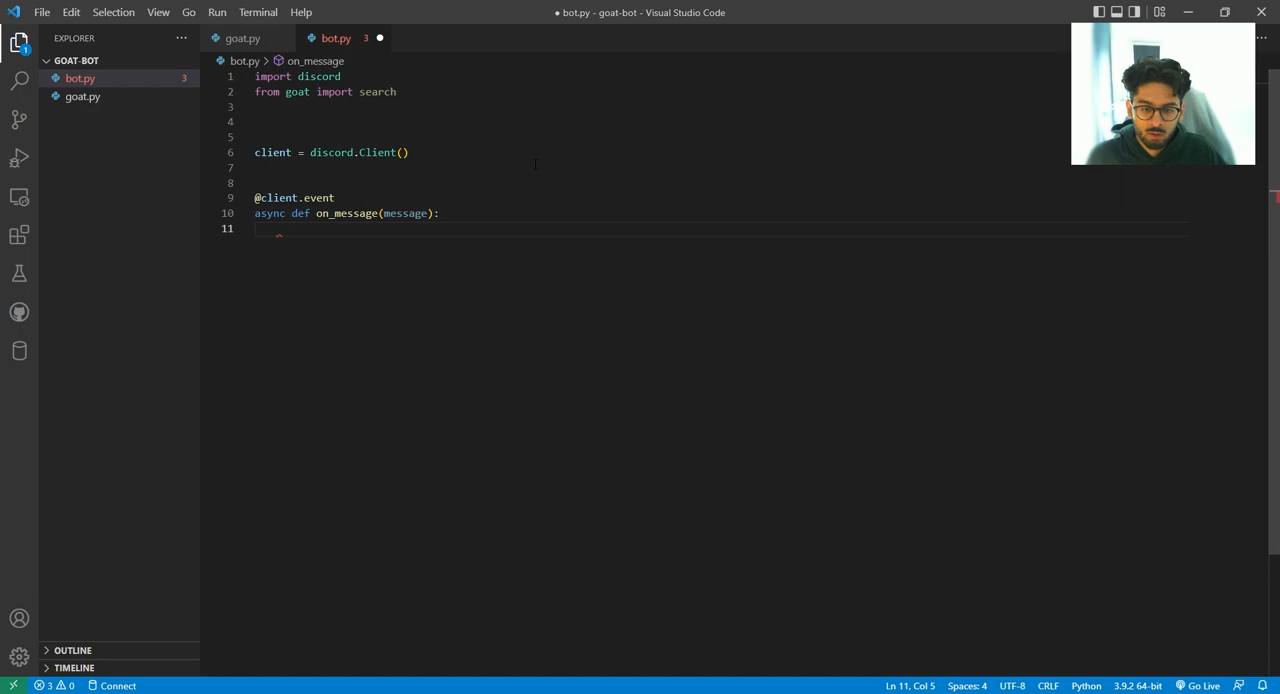 File Edit Selection View Go Run Terminal Help
● bot.py - goat-bot - Visual Studio Code
EXPLORER
goat.py
bot.py 3
GOAT-BOT
bot.py 3
goat.py
bot.py > on_message
1 import discord
2 from goat import search
3
4
5
6 client = discord.Client()
7
8
9 @client.event
10 async def on_message(message):
11
1
OUTLINE
TIMELINE
3 0 Connect
Ln 11, Col 5 Spaces: 4 UTF-8 CRLF Python 3.9.2 64-bit Go Live